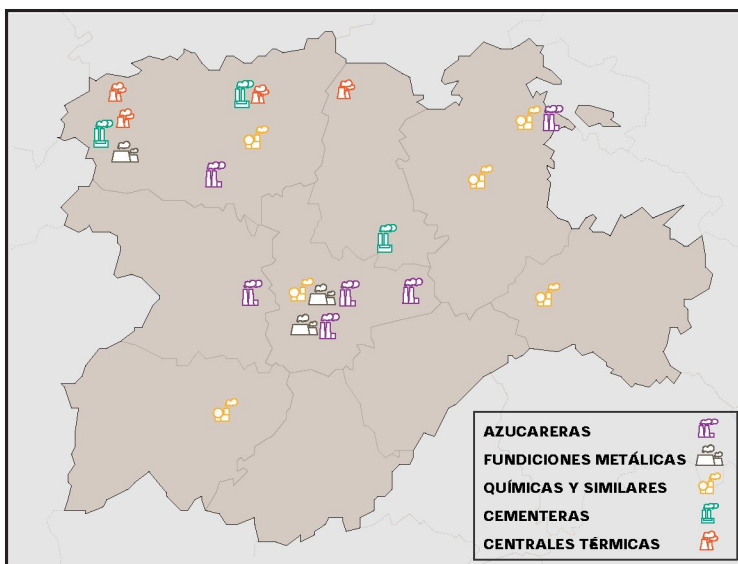 AZUCARERAS
FUNDICIONES METÁLICAS
QUÍMICAS Y SIMILARES
CEMENTERAS
CENTRALES TÉRMICAS